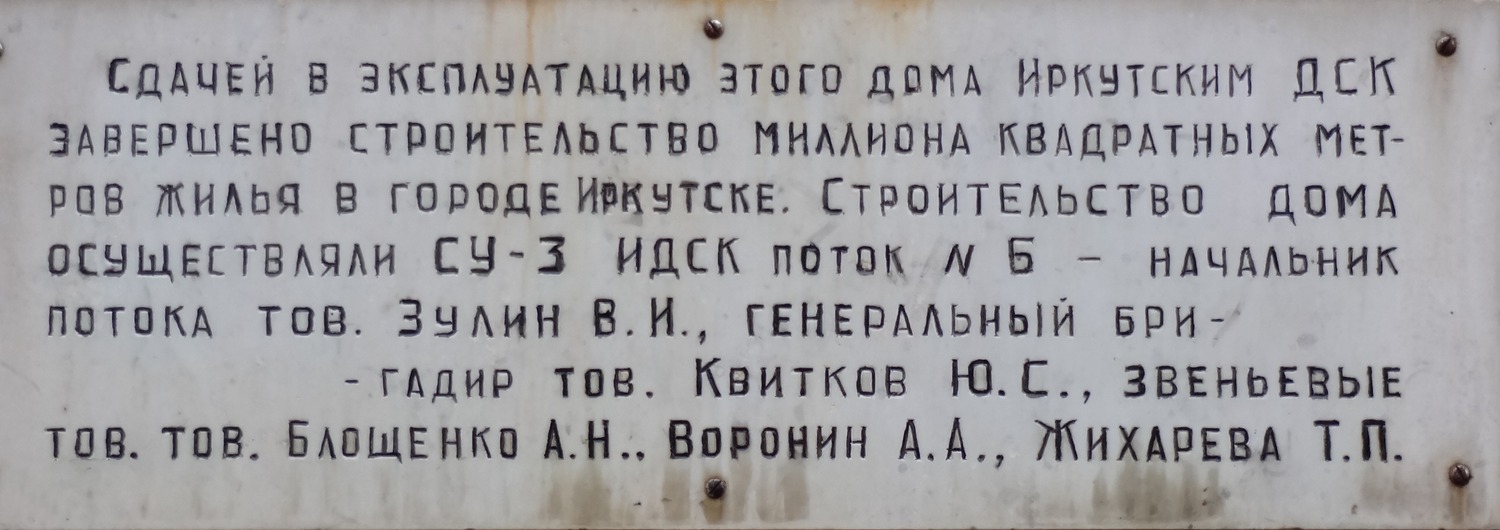 Сдачей в эксплуатацию этого дома Иркутским ДСК
завершено строительство миллиона квадратных мет-
ров жилья в городе Иркутске. Строительство дома
осуществляли СУ-3 ИДСК поток N Б – начальник
потока тов. Зулин В.И., генеральный бри-
-гадир тов. Квитков Ю.С., звеньевые
тов. тов. Блощенко А.Н.. Воронин А.А., Жихарева Т.П.